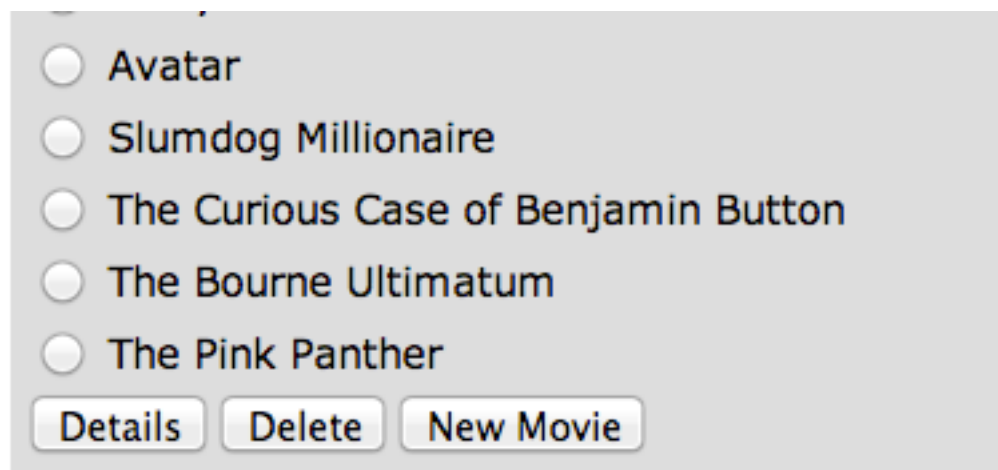 Avatar
Slumdog Millionaire
The Curious Case of Benjamin Button
The Bourne Ultimatum
The Pink Panther
Details Delete New Movie